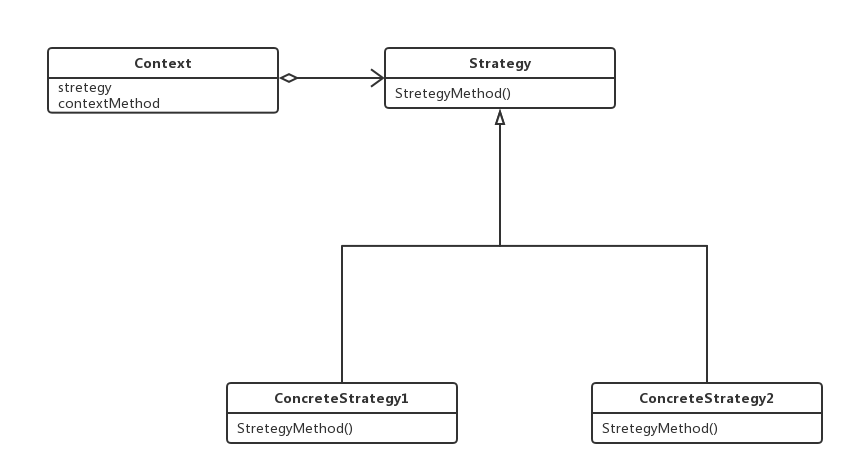 Context
stretegy
contextMethod
Strategy
StretegyMethod()
ConcreteStrategy1
StretegyMethod()
ConcreteStrategy2
StretegyMethod()